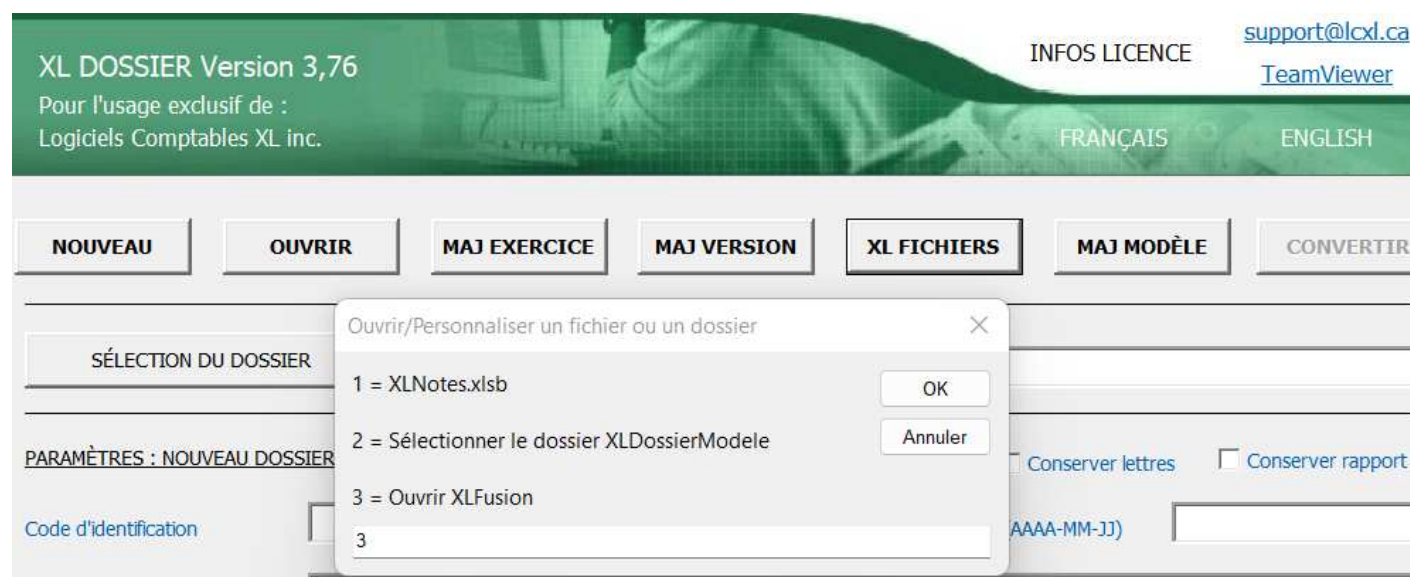 XL DOSSIER Version 3,76
Pour l'usage exclusif de :
Logiciels Comptables XL inc.
INFOS LICENCE
support@lcxl.ca
TeamViewer
FRANÇAIS
ENGLISH
NOUVEAU
OUVRIR
MAJ EXERCICE
MAJ VERSION
XL FICHIERS
MAJ MODÈLE
CONVERTIR
SÉLECTION DU DOSSIER
Ouvrir/Personnaliser un fichier ou un dossier
1 = XLNotes.xlsb
OK
2 = Sélectionner le dossier XLDossierModele
Annuler
3 = Ouvrir XLFusion
3
PARAMÈTRES : NOUVEAU DOSSIER
Conserver lettres
Conserver rapport
Code d'identification
AAAA-MM-JJ)